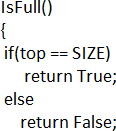 IsFull()
{
if(top == SIZE)
return True;
else
return False;